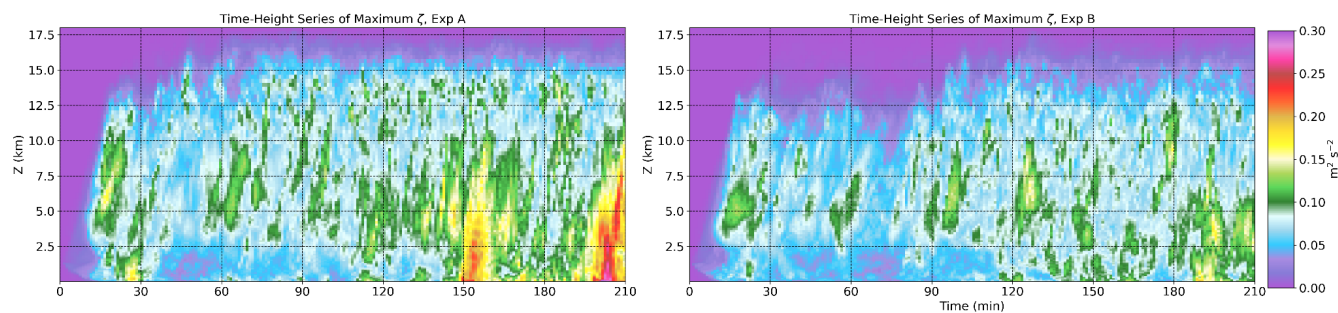 Time-Height Series of Maximum ζ, Exp A
17.5
15.0
12.5
10.0
7.5
5.0
2.5
Z (km)
0 30 60 90 120 150 180 210
Time-Height Series of Maximum ζ, Exp B
17.5
15.0
12.5
10.0
7.5
5.0
2.5
Z (km)
0 30 60 90 120 150 180 210
Time (min)
0.30
0.25
0.20
0.15
0.10
0.05
0.00
m² s⁻²